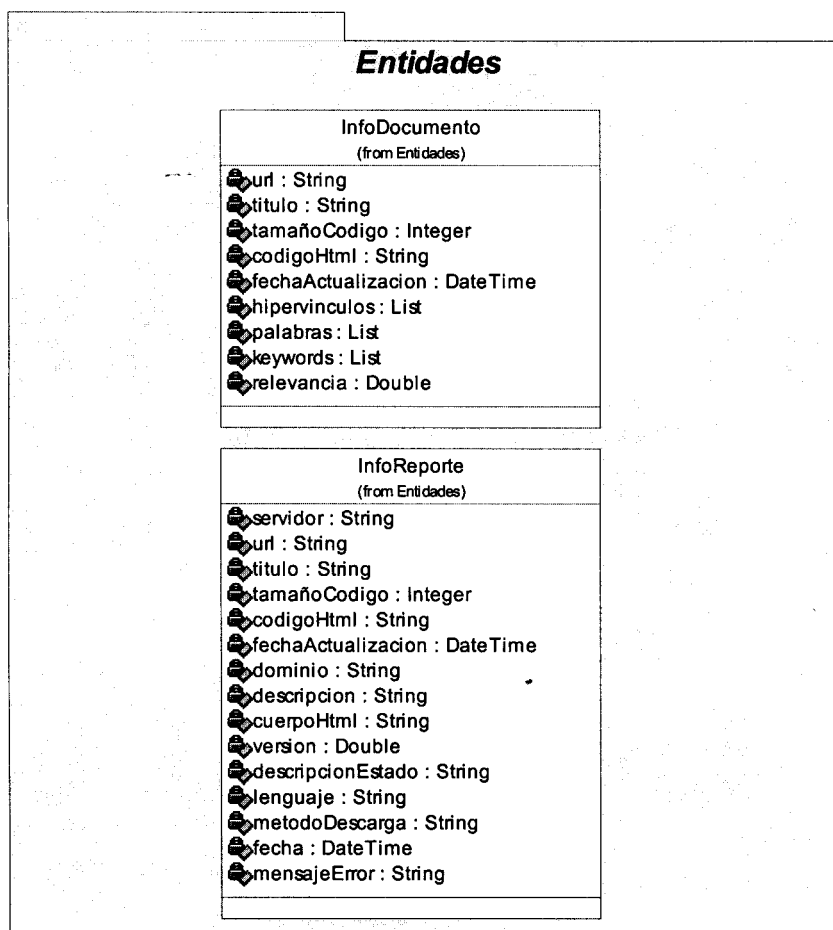 Entidades
InfoDocumento
(from Entidades)
url : String
titulo : String
tamañoCodigo : Integer
codigoHtml : String
fechaActualizacion : DateTime
hipervinculos : List
palabras : List
keywords : List
relevancia : Double
InfoReporte
(from Entidades)
servidor : String
url : String
titulo : String
tamañoCodigo : Integer
codigoHtml : String
fechaActualizacion : DateTime
dominio : String
descripcion : String
cuerpoHtml : String
version : Double
descripcionEstado : String
lenguaje : String
metodoDescarga : String
fecha : DateTime
mensajeError : String